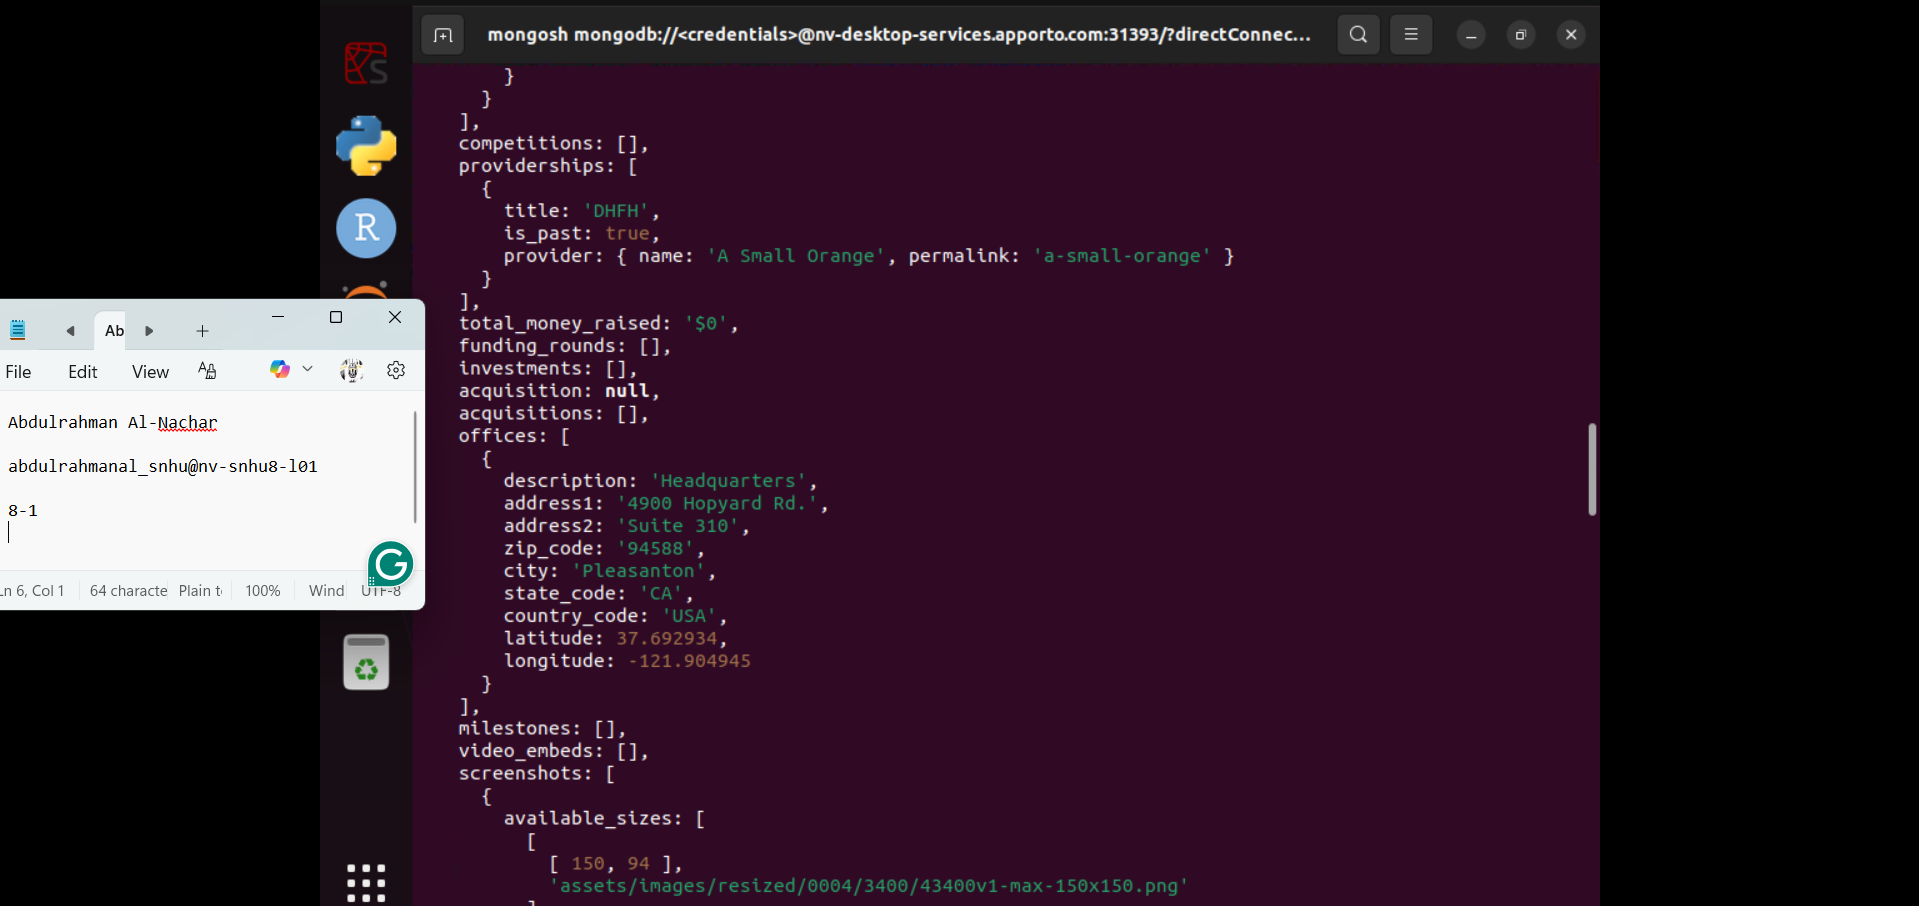 mongosh mongodb://<credentials>@nv-desktop-services.apporto.com:31393/?directConnec...
}
}
],
competitions: [],
providerships: [
{
title: 'DHFH',
is_past: true,
provider: { name: 'A Small Orange', permalink: 'a-small-orange' }
}
],
total_money_raised: '$0',
funding_rounds: [],
investments: [],
acquisition: null,
acquisitions: [],
offices: [
{
description: 'Headquarters',
address1: '4900 Hopyard Rd.',
address2: 'Suite 310',
zip_code: '94588',
city: 'Pleasanton',
state_code: 'CA',
country_code: 'USA',
latitude: 37.692934,
longitude: -121.904945
}
],
milestones: [],
video_embeds: [],
screenshots: [
{
available_sizes: [
[
[ 150, 94 ],
'assets/images/resized/0004/3400/43400v1-max-150x150.png'
S
R
Ab
File Edit View
Abdulrahman Al-Nachar
abdulrahmanal_snhu@nv-snhu8-l01
8-1
G
Ln 6, Col 1 64 characte Plain t 100% Wind UTF-8